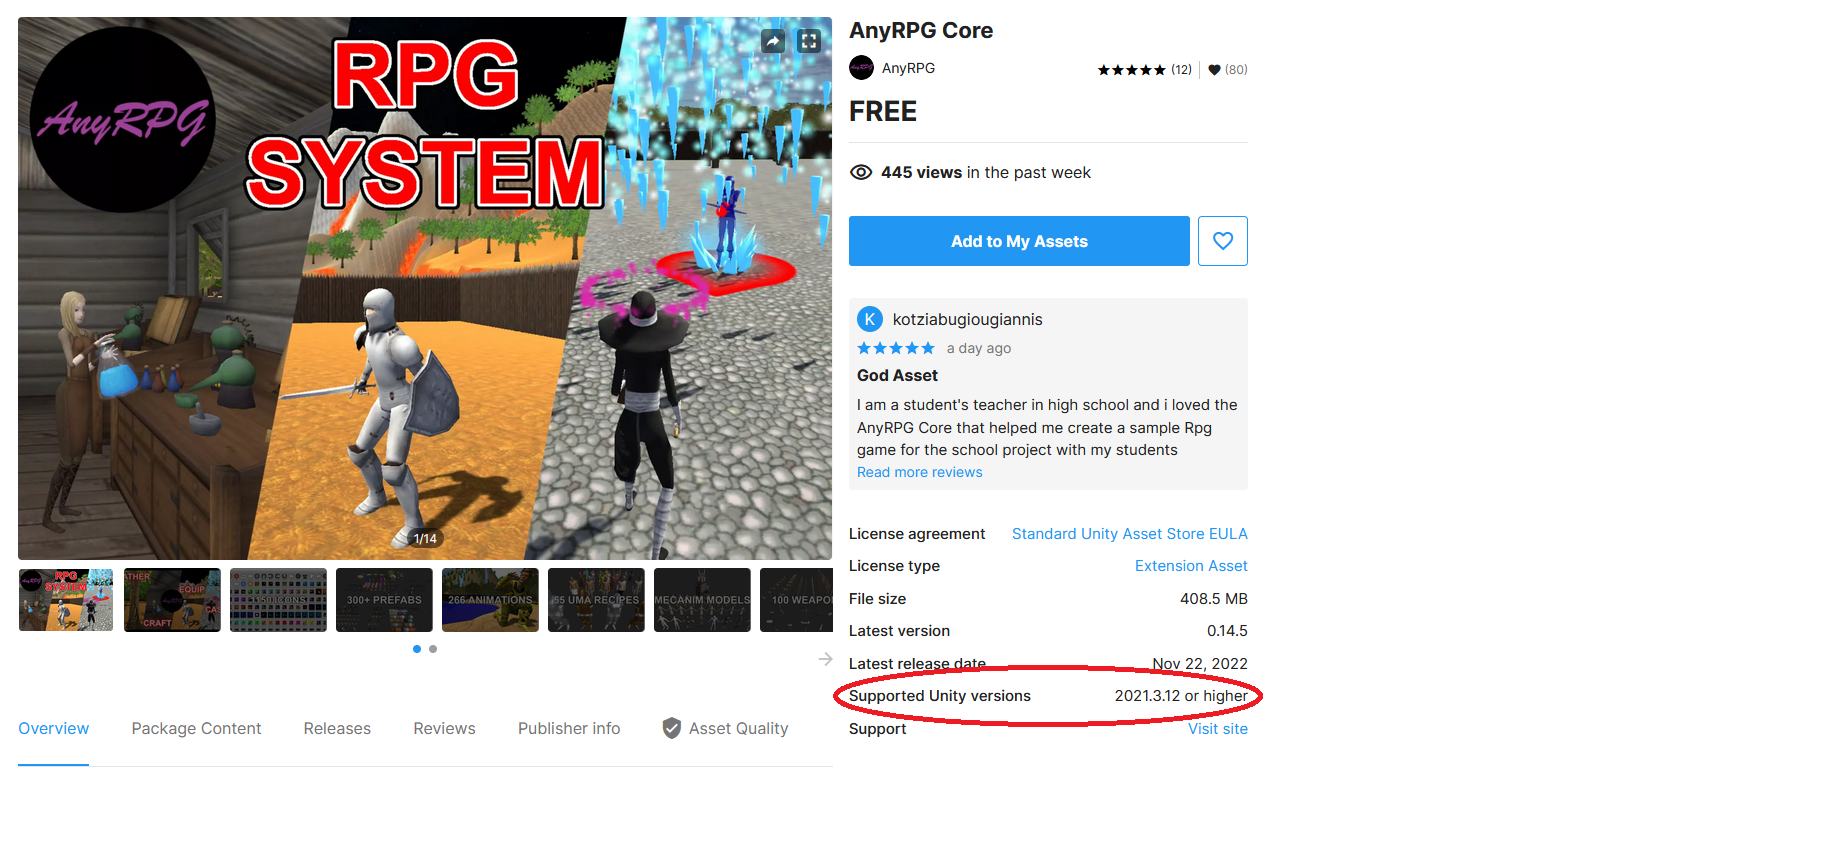 AnyRPG
RPG
SYSTEM
1/14
AnyRPG
RPG
SYSTEM
EQUIP
CRAFT
1150 ICONS
300+ PREFABS
266 ANIMATIONS
55 UMA RECIPES
MECANIM MODELS
100 WEAPO
Overview
Package Content
Releases
Reviews
Publisher info
Asset Quality
AnyRPG Core
AnyRPG
(12)
(80)
FREE
445 views in the past week
Add to My Assets
K kotziabugiougiannis
a day ago
God Asset
I am a student's teacher in high school and i loved the
AnyRPG Core that helped me create a sample Rpg
game for the school project with my students
Read more reviews
License agreement Standard Unity Asset Store EULA
License type Extension Asset
File size 408.5 MB
Latest version 0.14.5
Latest release date Nov 22, 2022
Supported Unity versions 2021.3.12 or higher
Support Visit site